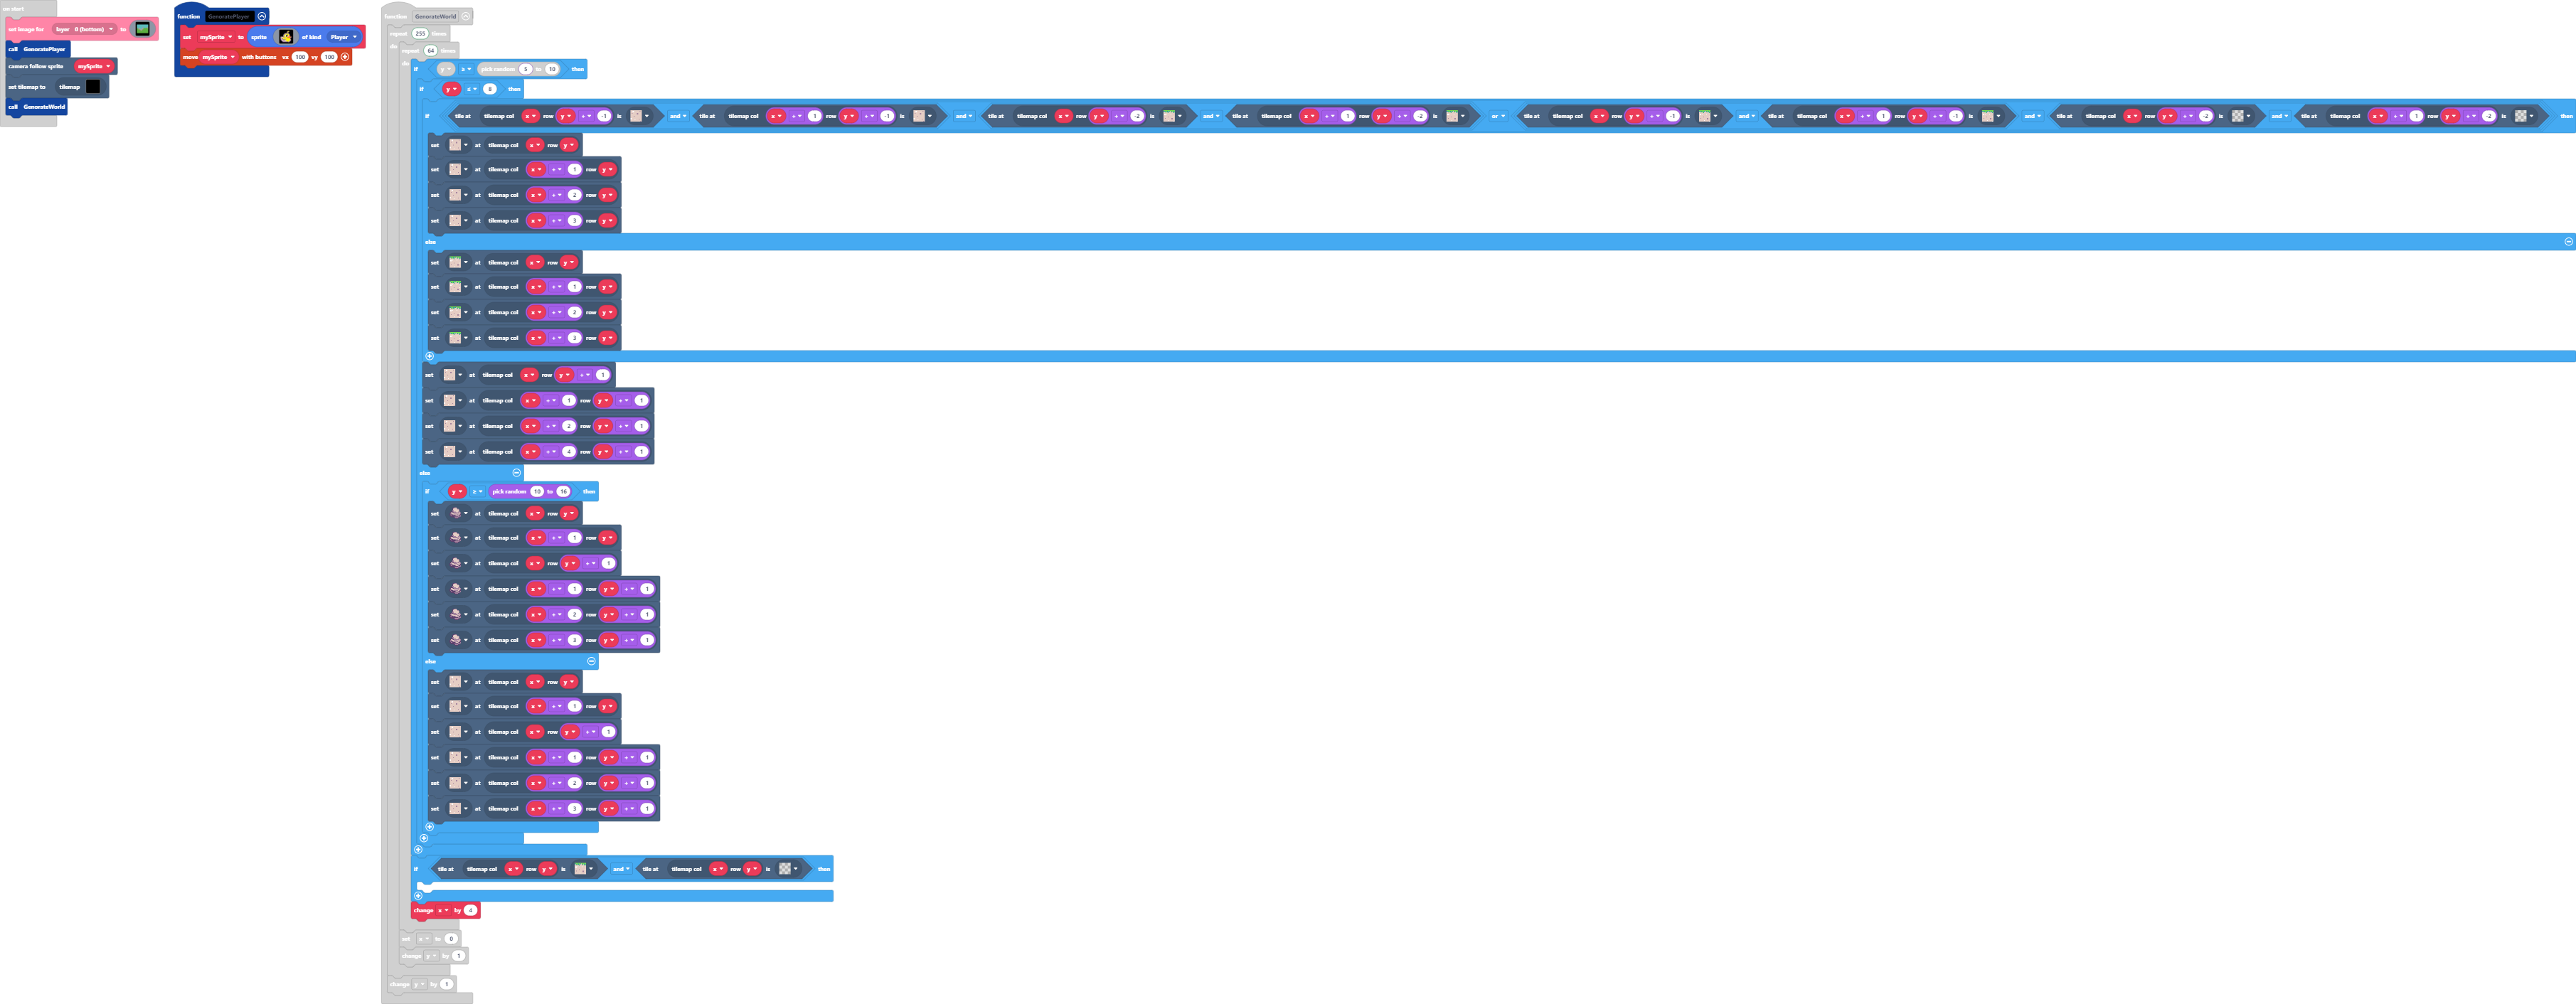 on start
set image for layer 0 (bottom) to
call GenoratePlayer
camera follow sprite mySprite
set tilemap to tilemap
call GenorateWorld
function GenoratePlayer
set mySprite to sprite of kind Player
move mySprite with buttons vx 100 vy 100
function GenorateWorld
repeat 255 times
do
repeat 64 times
do
if y ≥ pick random 5 to 10 then
if y ≤ 8 then
if tile at tilemap col x row y + -1 is and tile at tilemap col x + 1 row y + -1 is and tile at tilemap col x row y + -2 is and tile at tilemap col x + 1 row y + -2 is or tile at tilemap col x row y + -1 is and tile at tilemap col x + 1 row y + -1 is and tile at tilemap col x row y + -2 is and tile at tilemap col x + 1 row y + -2 is then
set at tilemap col x row y
set at tilemap col x + 1 row y
set at tilemap col x + 2 row y
set at tilemap col x + 3 row y
else
set at tilemap col x row y
set at tilemap col x + 1 row y
set at tilemap col x + 2 row y
set at tilemap col x + 3 row y
set at tilemap col x row y + 1
set at tilemap col x + 1 row y + 1
set at tilemap col x + 2 row y + 1
set at tilemap col x + 4 row y + 1
else
if y ≥ pick random 10 to 16 then
set at tilemap col x row y
set at tilemap col x + 1 row y
set at tilemap col x row y + 1
set at tilemap col x + 1 row y + 1
set at tilemap col x + 2 row y + 1
set at tilemap col x + 3 row y + 1
else
set at tilemap col x row y
set at tilemap col x + 1 row y
set at tilemap col x row y + 1
set at tilemap col x + 1 row y + 1
set at tilemap col x + 2 row y + 1
set at tilemap col x + 3 row y + 1
if tile at tilemap col x row y is and tile at tilemap col x row y is then
change x by 4
set x to 0
change y by 1
change y by 1